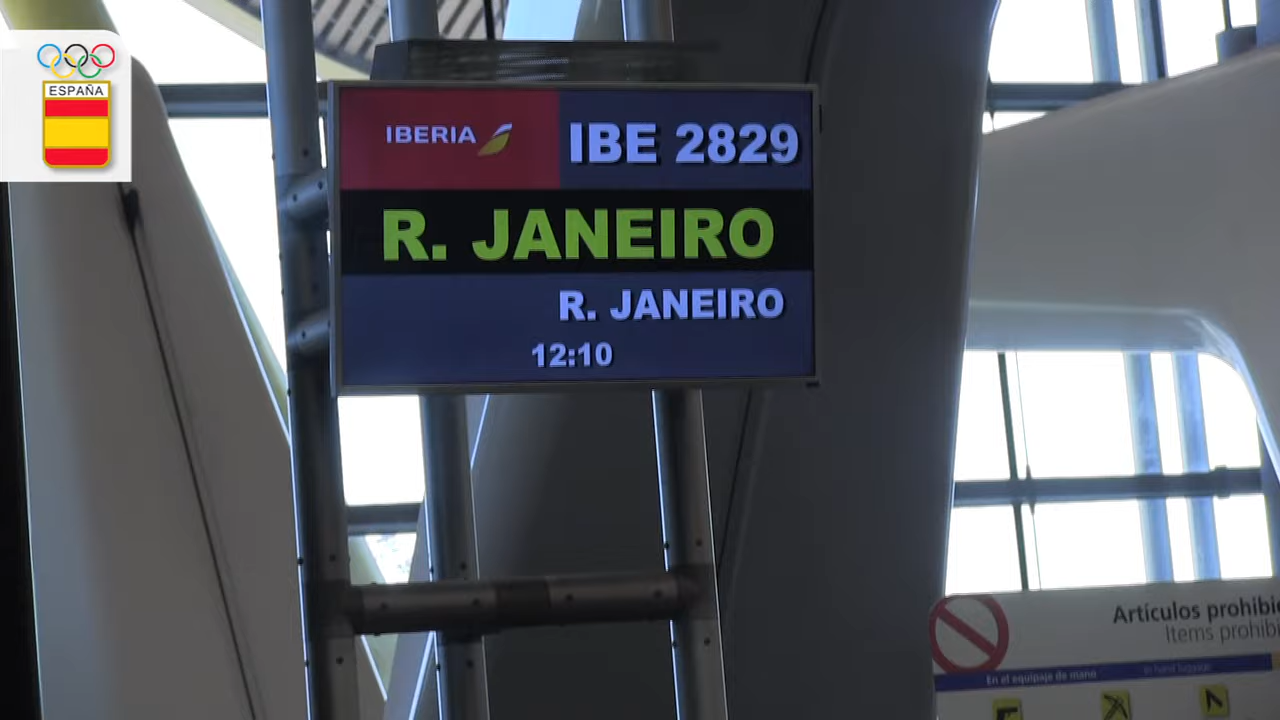 ESPAÑA
IBERIA
IBE 2829
R. JANEIRO
R. JANEIRO
12:10
Artículos prohibi
Items prohibi
En el equipaje de mano
In hand luggage